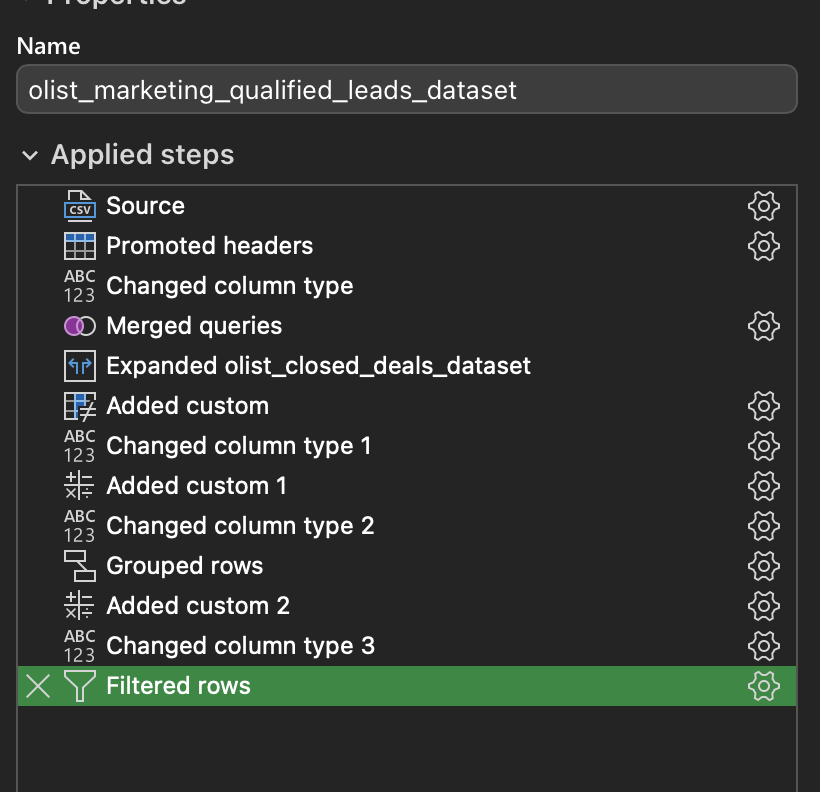 Properties
Name
olist_marketing_qualified_leads_dataset
Applied steps
CSV Source
Promoted headers
ABC 123 Changed column type
Merged queries
Expanded olist_closed_deals_dataset
Added custom
ABC 123 Changed column type 1
Added custom 1
ABC 123 Changed column type 2
Grouped rows
Added custom 2
ABC 123 Changed column type 3
Filtered rows